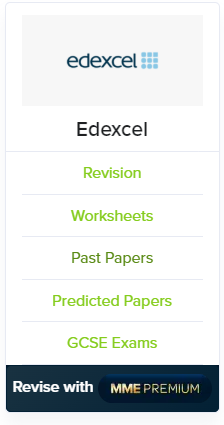 edexcel
Edexcel
Revision
Worksheets
Past Papers
Predicted Papers
GCSE Exams
Revise with MME PREMIUM